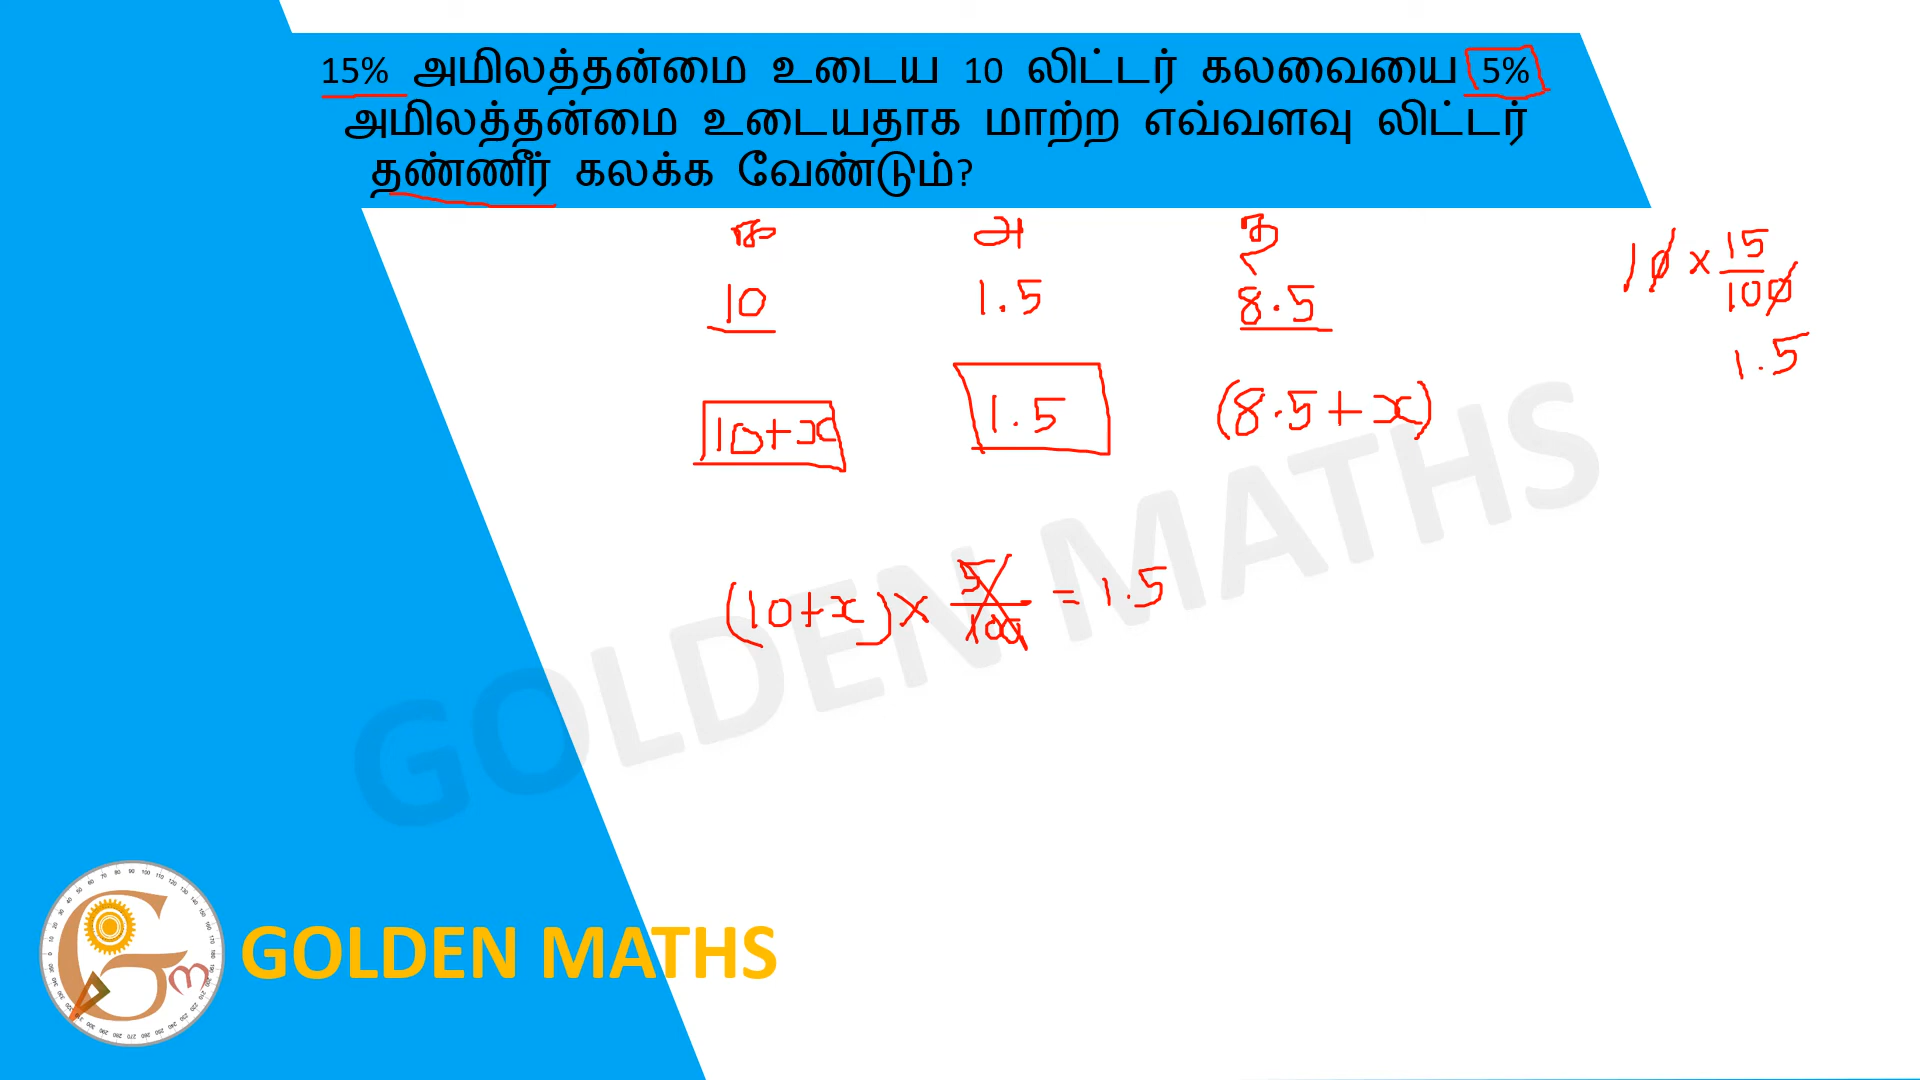 15% அமிலத்தன்மை உடைய 10 லிட்டர் கலவையை 5%
அமிலத்தன்மை உடையதாக மாற்ற எவ்வளவு லிட்டர்
தண்ணீர் கலக்க வேண்டும்?
க அ த
10 1.5 8.5
10 × 15/100
1.5
10+x 1.5 (8.5+x)
(10+x) × 5/100 = 1.5
GOLDEN MATHS
GOLDEN MATHS